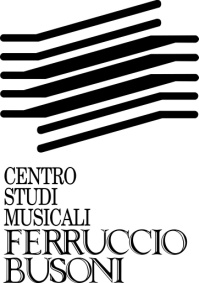 CENTRO
STUDI
MUSICALI
FERRUCCIO
BUSONI